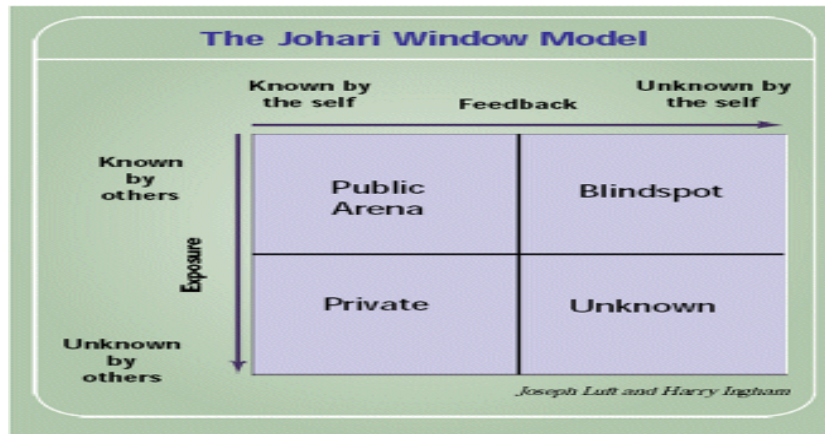 The Johari Window Model
Known by
the self
Feedback
Unknown by
the self
Known
by
others
Public
Arena
Blindspot
Exposure
Private
Unknown
Unknown
by
others
Joseph Luft and Harry Ingham